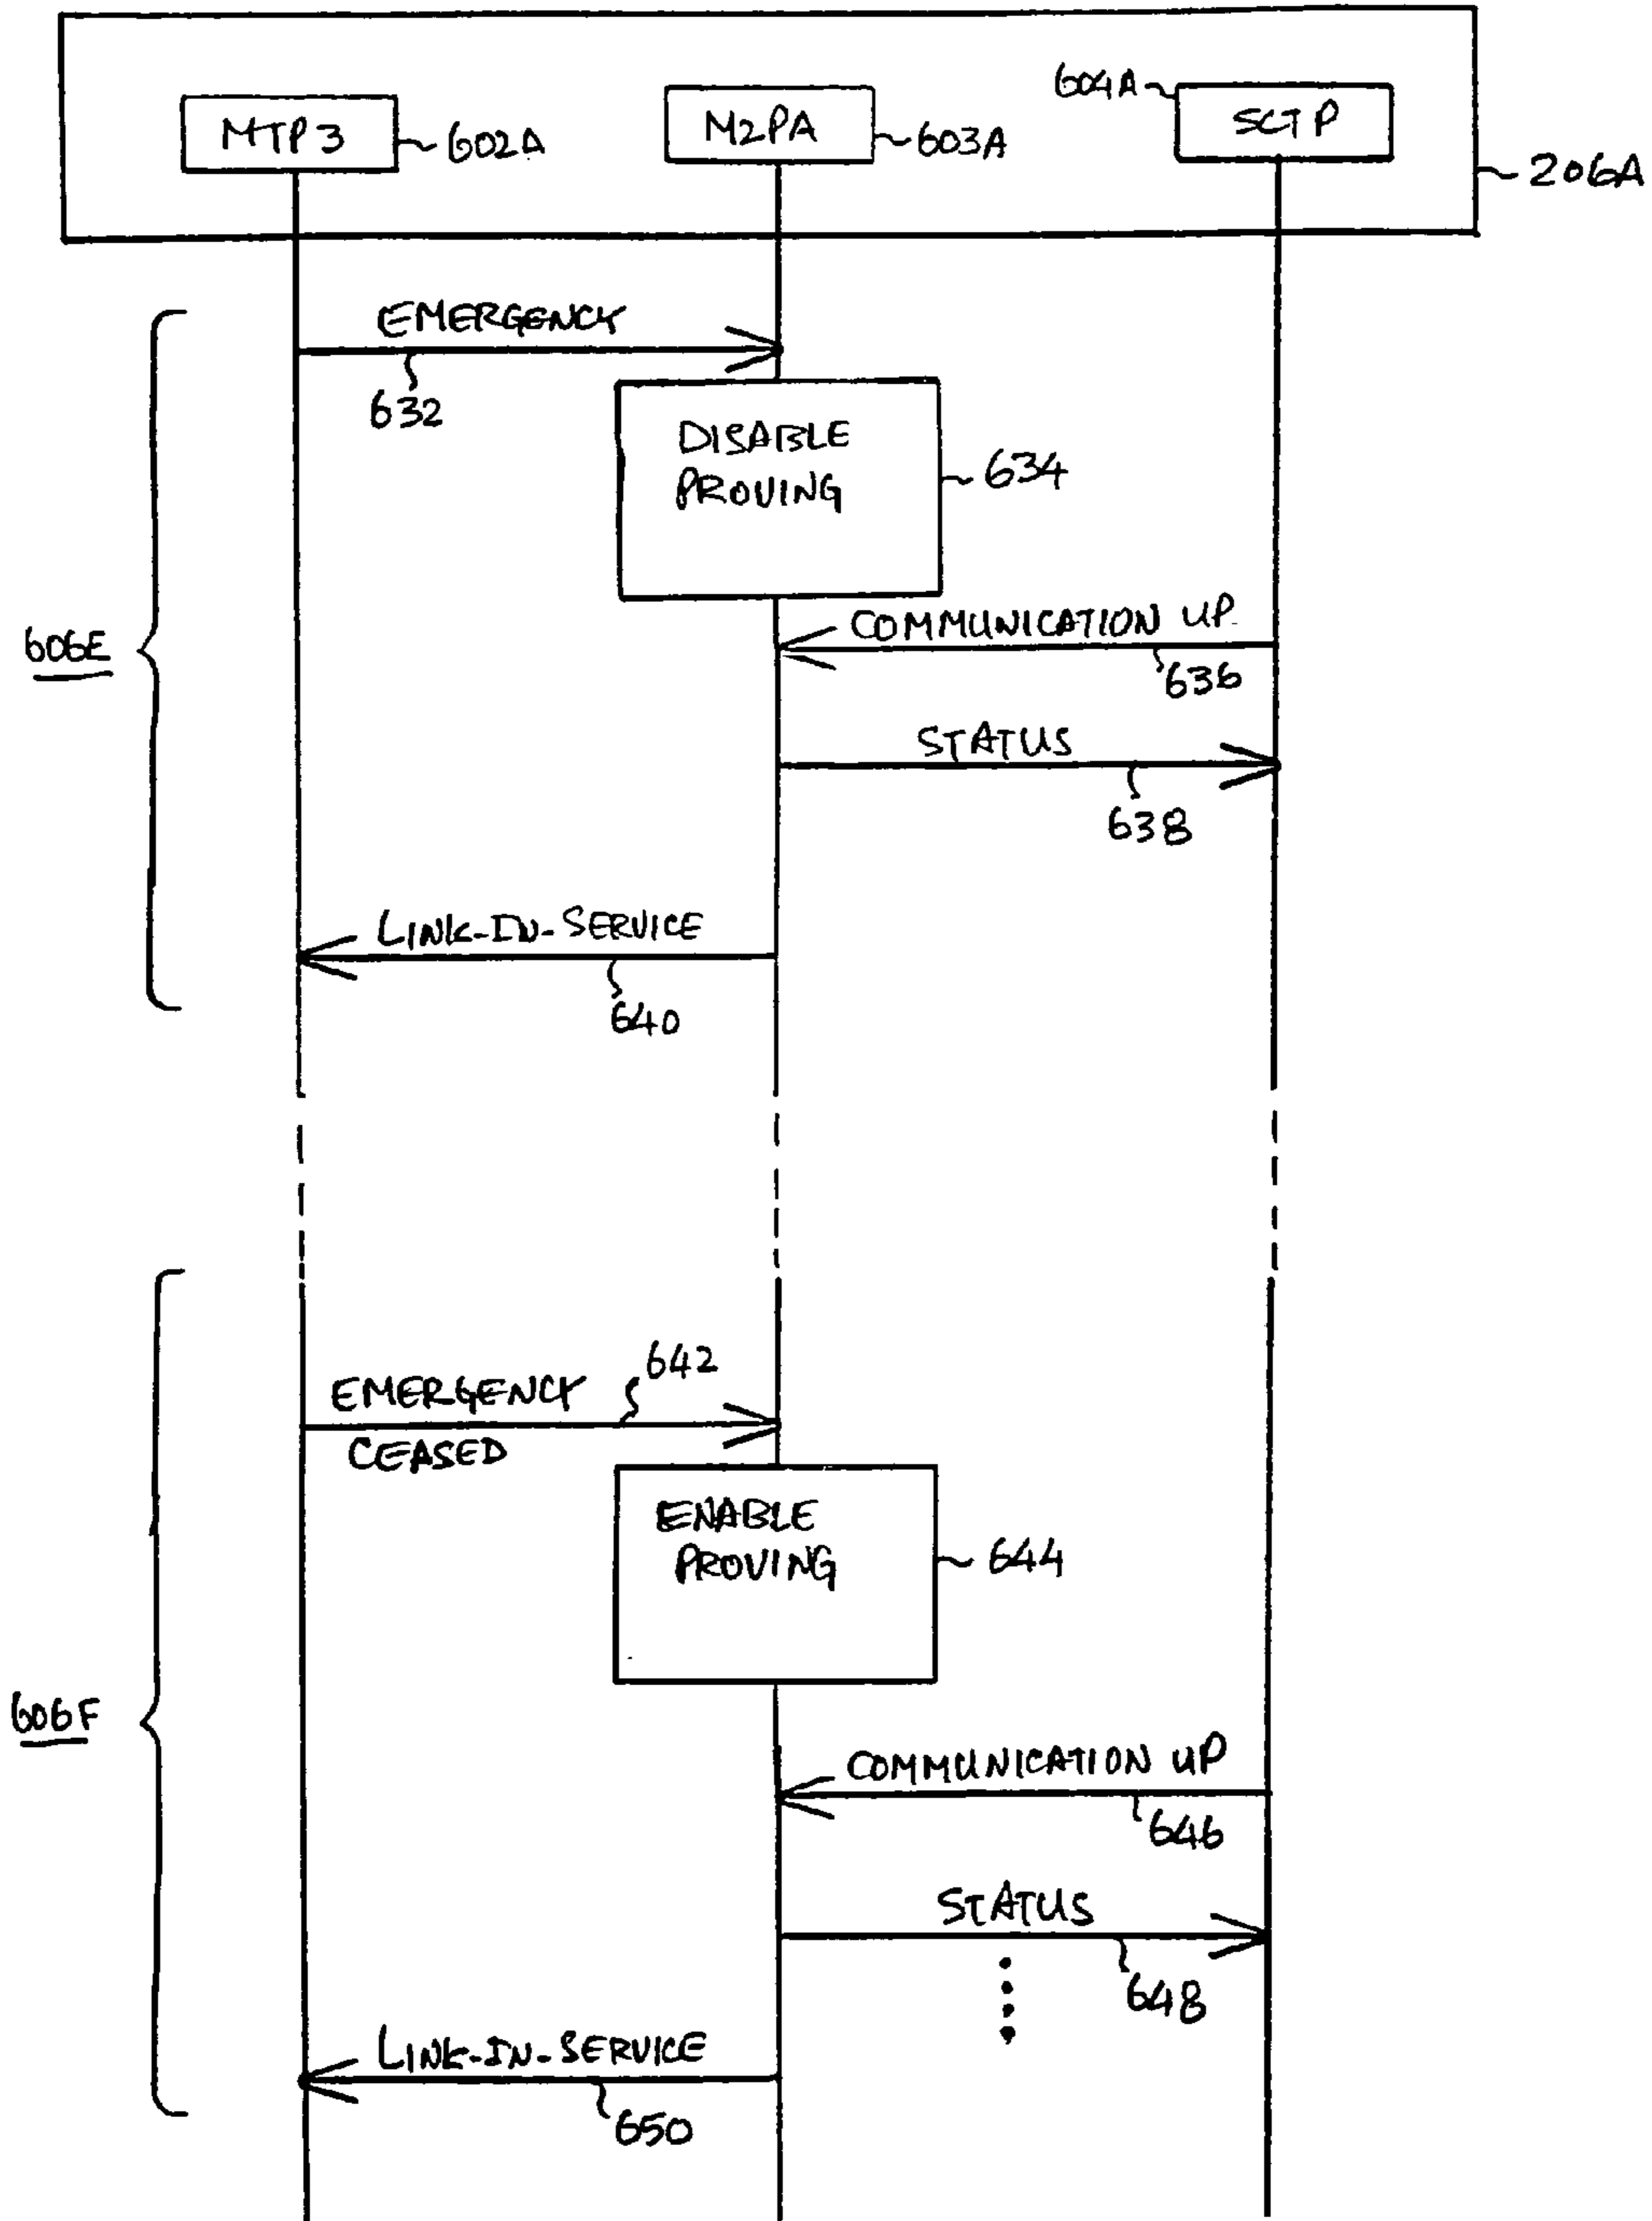 MTP3
602A
M2PA
603A
604A
SCTP
206A
EMERGENCY
632
DISABLE
PROVING
634
COMMUNICATION UP
636
606E
STATUS
638
LINK-IN-SERVICE
640
642
EMERGENCY
CEASED
ENABLE
PROVING
644
606F
COMMUNICATION UP
646
STATUS
648
LINK-IN-SERVICE
650